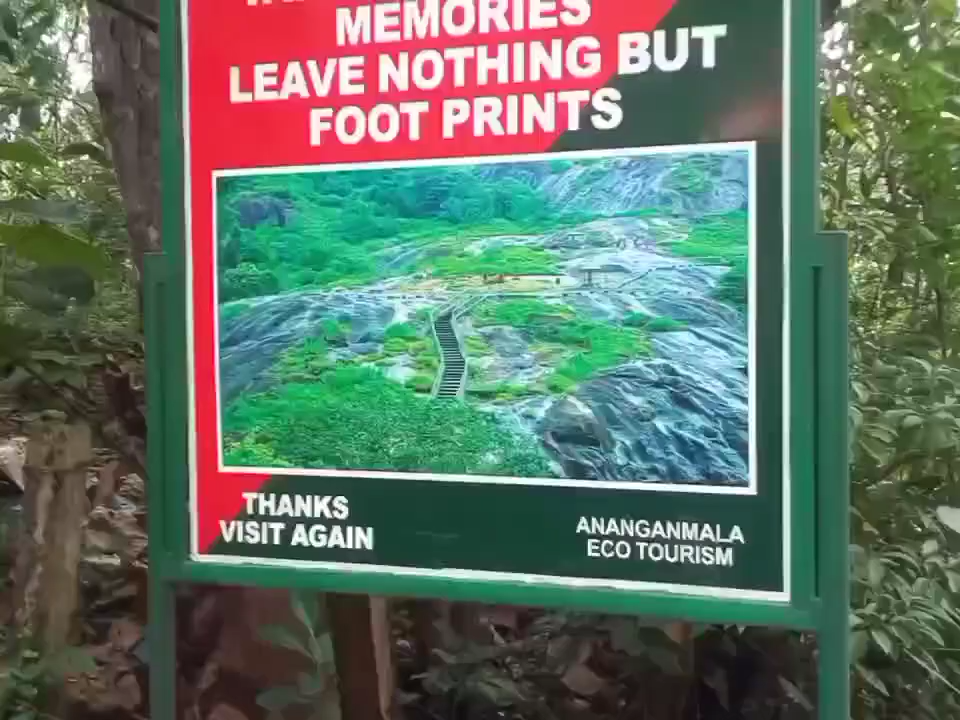 MEMORIES
LEAVE NOTHING BUT
FOOT PRINTS
THANKS
VISIT AGAIN
ANANGANMALA
ECO TOURISM